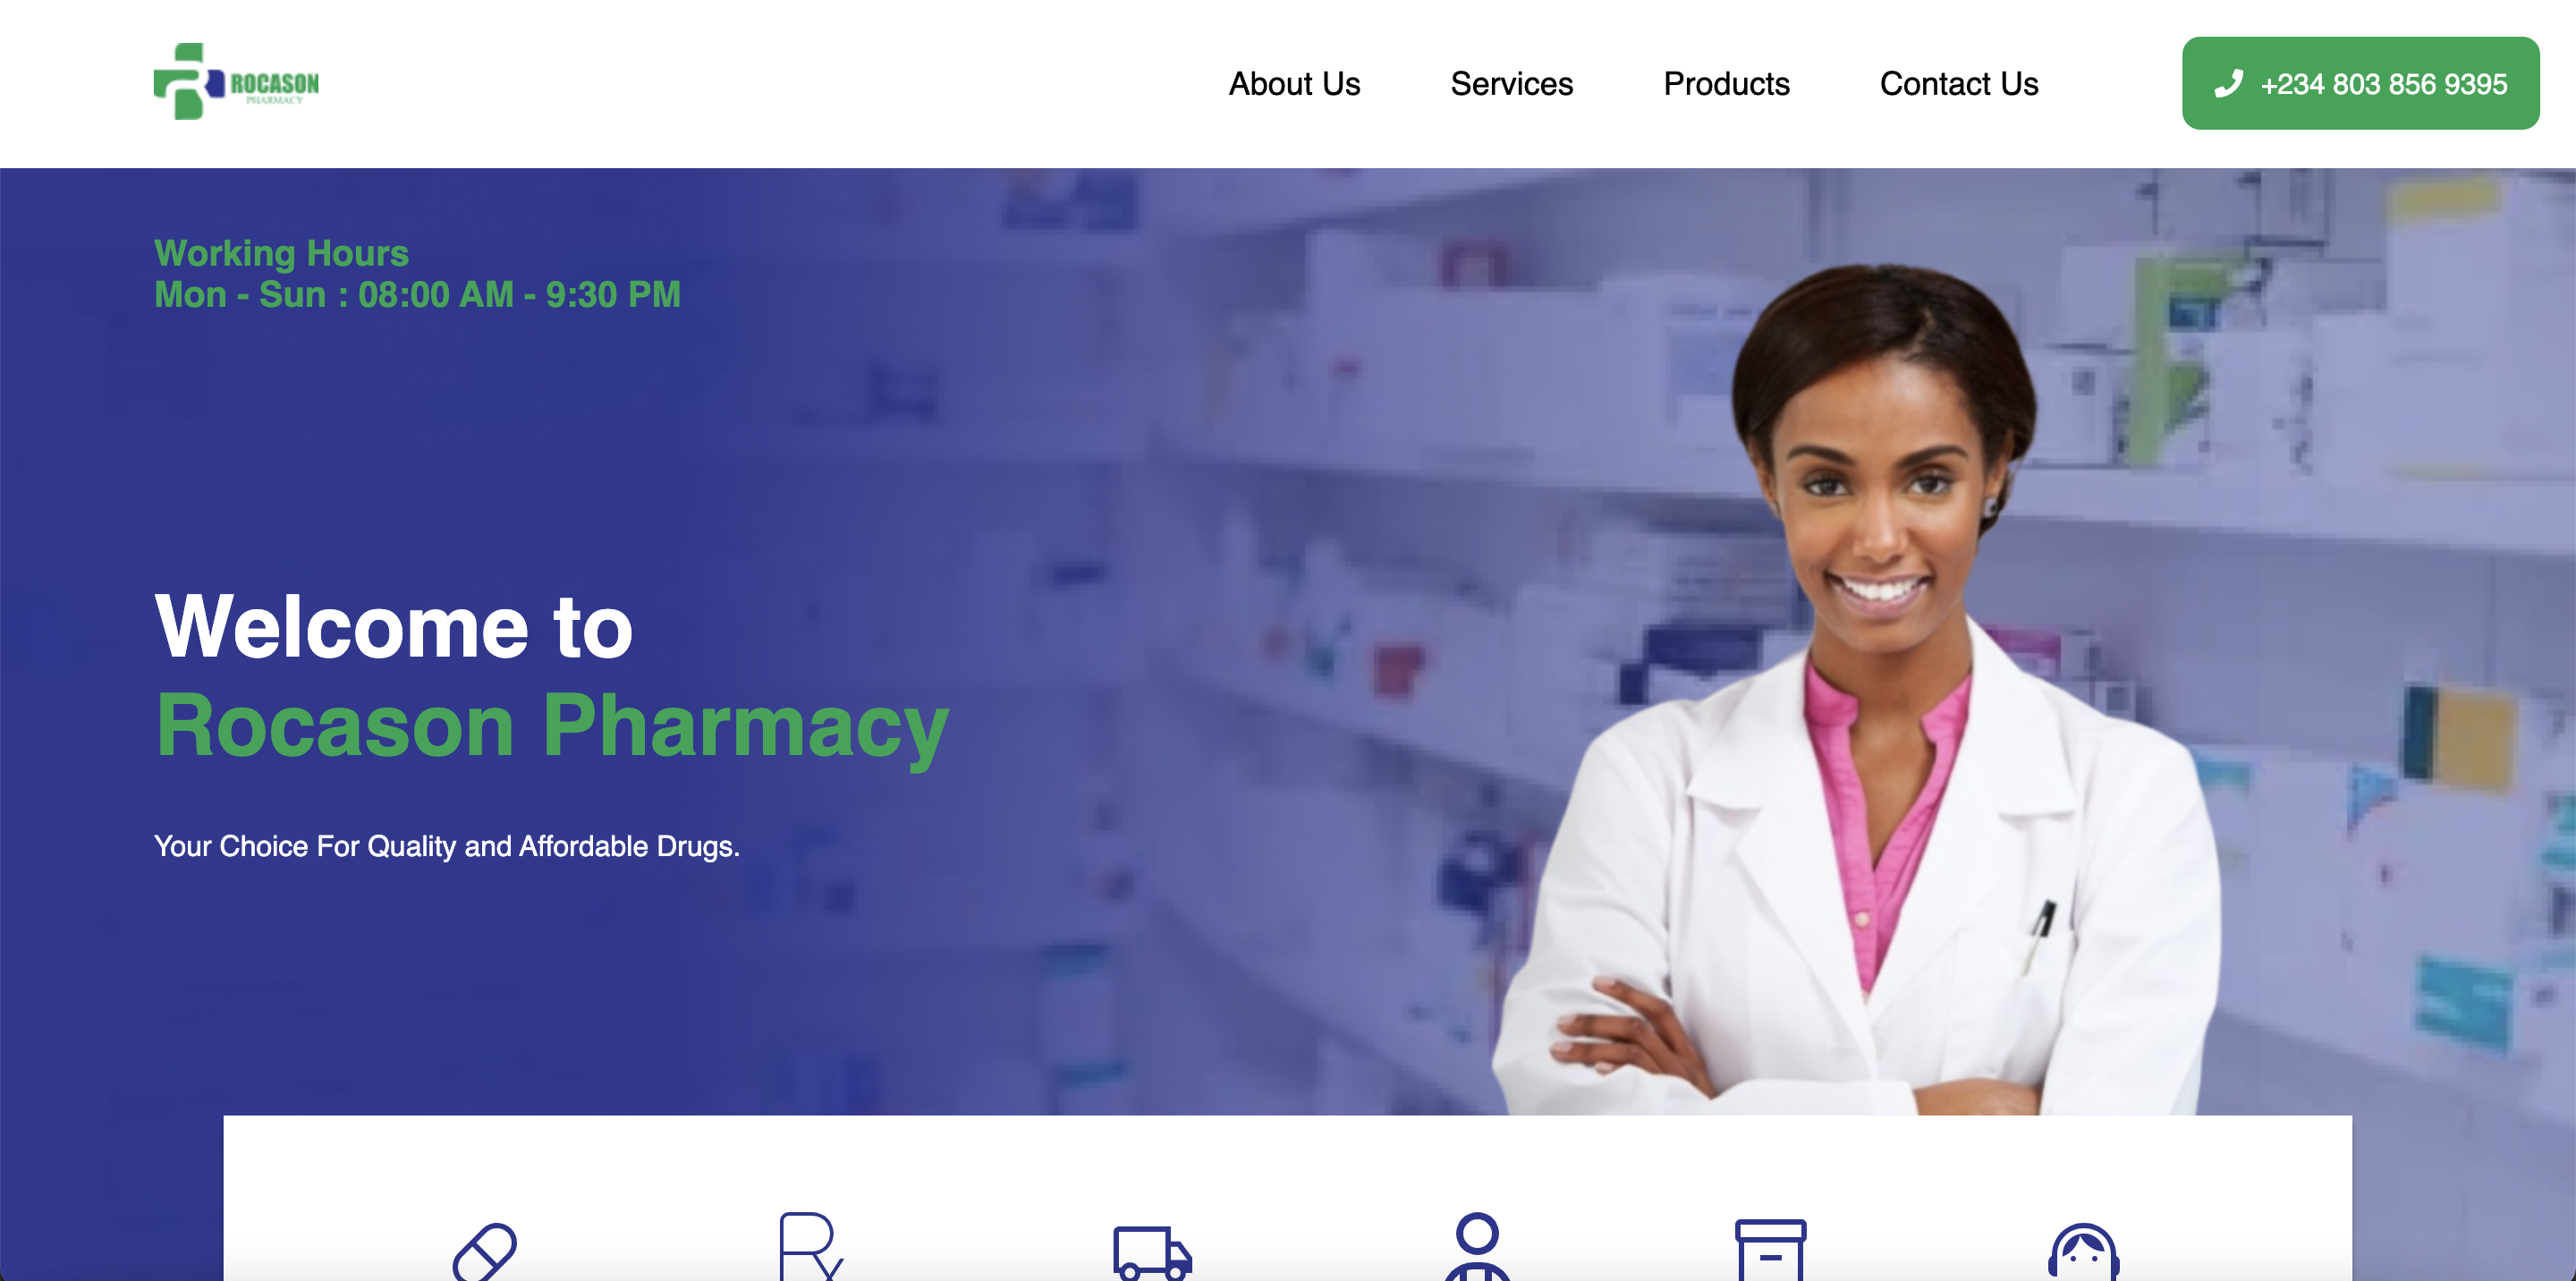 ROCASON
PHARMACY
About Us
Services
Products
Contact Us
+234 803 856 9395
Working Hours
Mon - Sun : 08:00 AM - 9:30 PM
Welcome to
Rocason Pharmacy
Your Choice For Quality and Affordable Drugs.
Rx